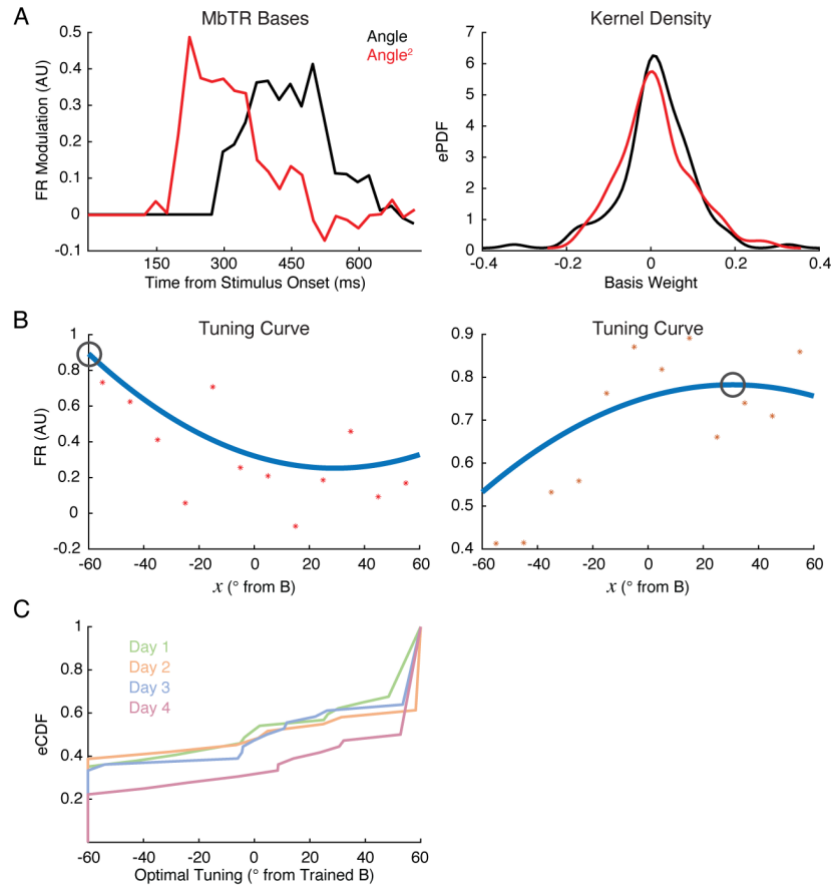 A
MbTR Bases
Kernel Density
Angle
Angle²
FR Modulation (AU)
0.5
0.4
0.3
0.2
0.1
0
-0.1
150
300
450
600
Time from Stimulus Onset (ms)
ePDF
7
6
5
4
3
2
1
0
-0.4
-0.2
0
0.2
0.4
Basis Weight
B
Tuning Curve
Tuning Curve
FR (AU)
1
0.8
0.6
0.4
0.2
0
-0.2
-60
-40
-20
0
20
40
60
x (° from B)
0.9
0.8
0.7
0.6
0.5
0.4
-60
-40
-20
0
20
40
60
x (° from B)
C
Day 1
Day 2
Day 3
Day 4
eCDF
1
0.8
0.6
0.4
0.2
-60
-40
-20
0
20
40
60
Optimal Tuning (° from Trained B)